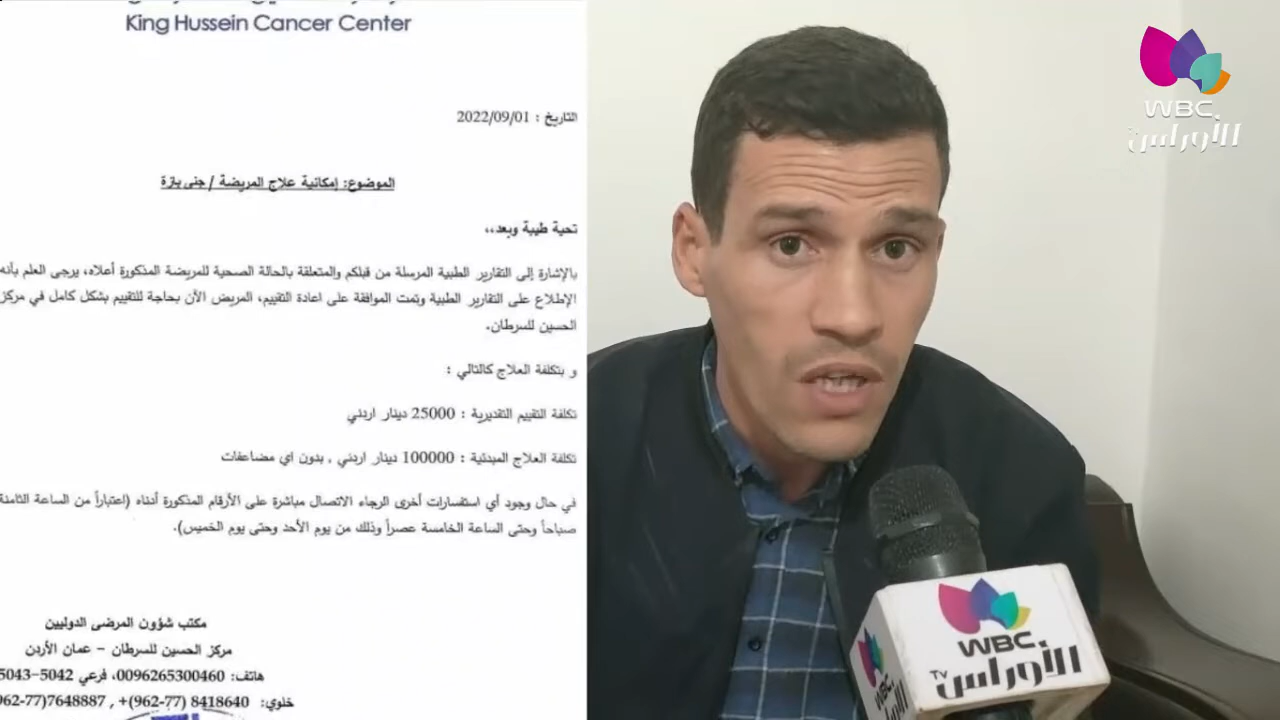 King Hussein Cancer Center
التاريخ : 2022/09/01
الموضوع: إمكانية علاج المريضة / جنى بازة
تحية طيبة وبعد،،
بالإشارة إلى التقارير الطبية المرسلة من قبلكم والمتعلقة بالحالة الصحية للمريضة المذكورة أعلاه، يرجى العلم بأنه
الإطلاع على التقارير الطبية وتمت الموافقة على اعادة التقييم، المريض الآن بحاجة للتقييم بشكل كامل في مركز
الحسين للسرطان.
و بتكلفة العلاج كالتالي :
تكلفة التقييم التقديرية : 25000 دينار اردني
تكلفة العلاج المبدئية : 100000 دينار اردني , بدون اي مضاعفات
في حال وجود أي استفسارات أخرى الرجاء الاتصال مباشرة على الأرقام المذكورة أدناه (اعتباراً من الساعة الثامنة
صباحاً وحتى الساعة الخامسة عصراً وذلك من يوم الأحد وحتى يوم الخميس).
مكتب شؤون المرضى الدوليين
مركز الحسين للسرطان – عمان الأردن
هاتف: 0096265300460، فرعي 5042-5043
خلوي: 8418640 (962-77)+ , 7648887(962-77)
WBC
الأوراس
WBC
الأوراس
TV
WBC
الأوراس